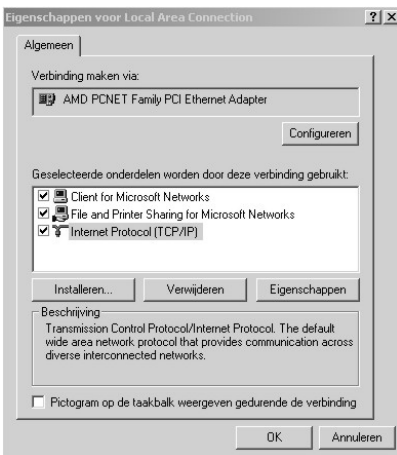 Eigenschappen voor Local Area Connection
Algemeen
Verbinding maken via:
AMD PCNET Family PCI Ethernet Adapter
Configureren
Geselecteerde onderdelen worden door deze verbinding gebruikt:
Client for Microsoft Networks
File and Printer Sharing for Microsoft Networks
Internet Protocol (TCP/IP)
Installeren... Verwijderen Eigenschappen
Beschrijving
Transmission Control Protocol/Internet Protocol. The default
wide area network protocol that provides communication across
diverse interconnected networks.
Pictogram op de taakbalk weergeven gedurende de verbinding
OK Annuleren